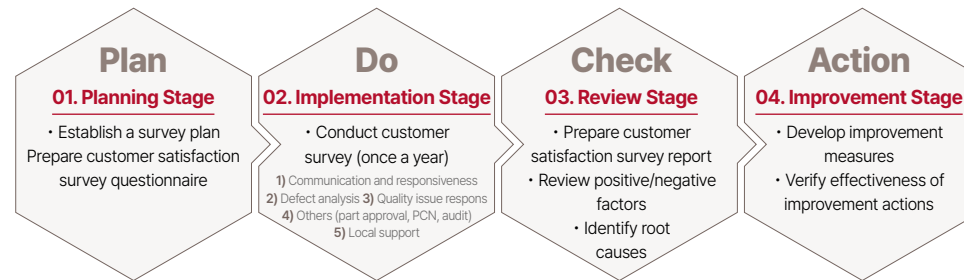 Plan
01. Planning Stage
• Establish a survey plan
Prepare customer satisfaction
survey questionnaire
Do
02. Implementation Stage
• Conduct customer
survey (once a year)
1) Communication and responsiveness
2) Defect analysis 3) Quality issue respons
4) Others (part approval, PCN, audit)
5) Local support
Check
03. Review Stage
• Prepare customer
satisfaction survey report
• Review positive/negative
factors
• Identify root
causes
Action
04. Improvement Stage
• Develop improvement
measures
• Verify effectiveness of
improvement actions